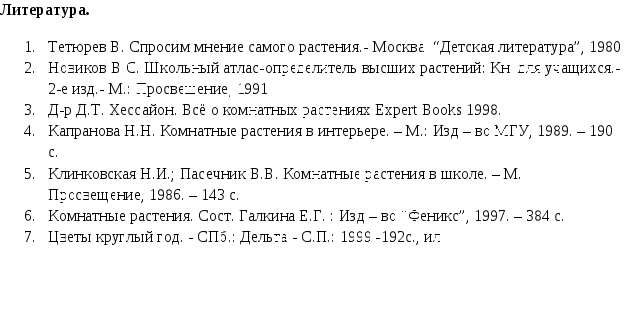 Литература.
1. Тетюрев В. Спросим мнение самого растения.- Москва "Детская литература", 1980
2. Новиков В С. Школьный атлас-определитель высших растений: Кн для учащихся.-
2-е изд.- М.: Просвещение, 1991
3. Д-р Д.Т. Хессайон. Всё о комнатных растениях Expert Books 1998.
4. Капранова Н.Н. Комнатные растения в интерьере. – М.: Изд – во МГУ, 1989. – 190
с.
5. Клинковская Н.И.; Пасечник В.В. Комнатные растения в школе. – М.
Просвещение, 1986. – 143 с.
6. Комнатные растения. Сост. Галкина Е.Г. : Изд – во "Феникс", 1997. – 384 с.
7. Цветы круглый год. - СПб.: Дельта - С.П.: 1999 -192с., ил